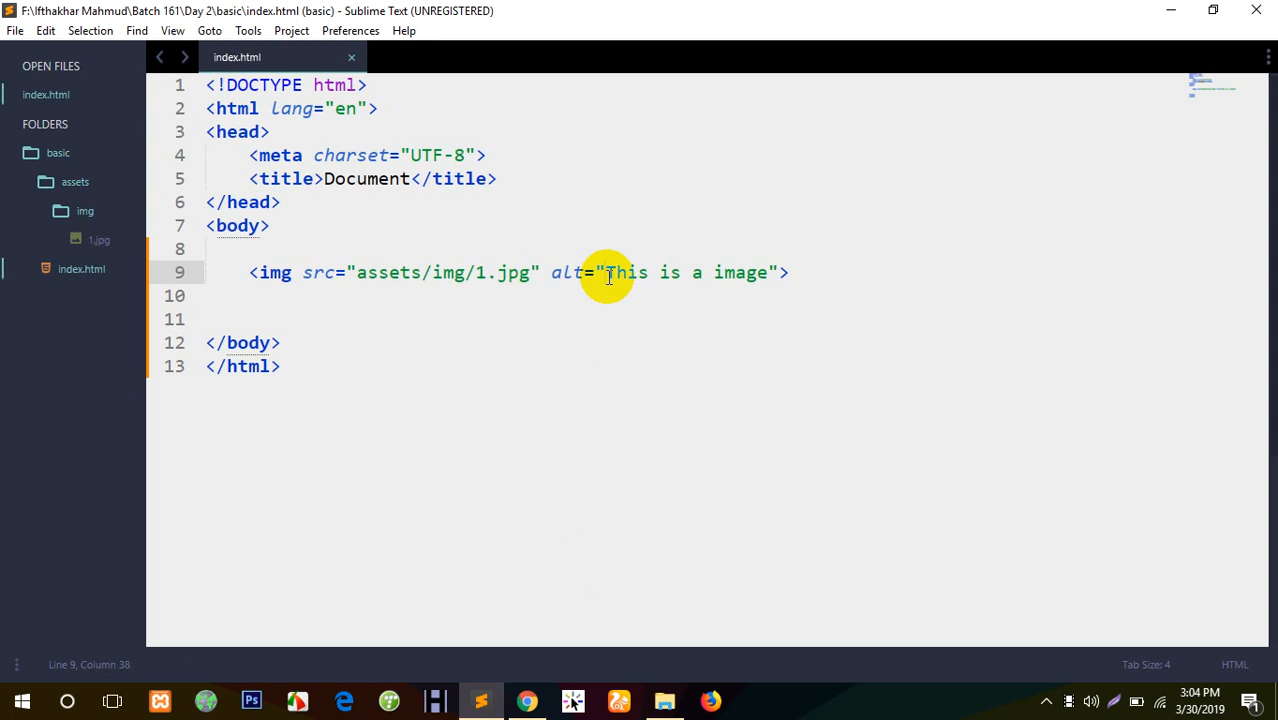 F:\Ifthakhar Mahmud\Batch 161\Day 2\basic\index.html (basic) - Sublime Text (UNREGISTERED)
File Edit Selection Find View Goto Tools Project Preferences Help
OPEN FILES
index.html
FOLDERS
basic
assets
img
1.jpg
index.html
index.html
1 <!DOCTYPE html>
2 <html lang="en">
3 <head>
4 <meta charset="UTF-8">
5 <title>Document</title>
6 </head>
7 <body>
8
9 <img src="assets/img/1.jpg" alt="This is a image">
10
11
12 </body>
13 </html>
Line 9, Column 38
Tab Size: 4 HTML
Ps
3:04 PM
3/30/2019
1